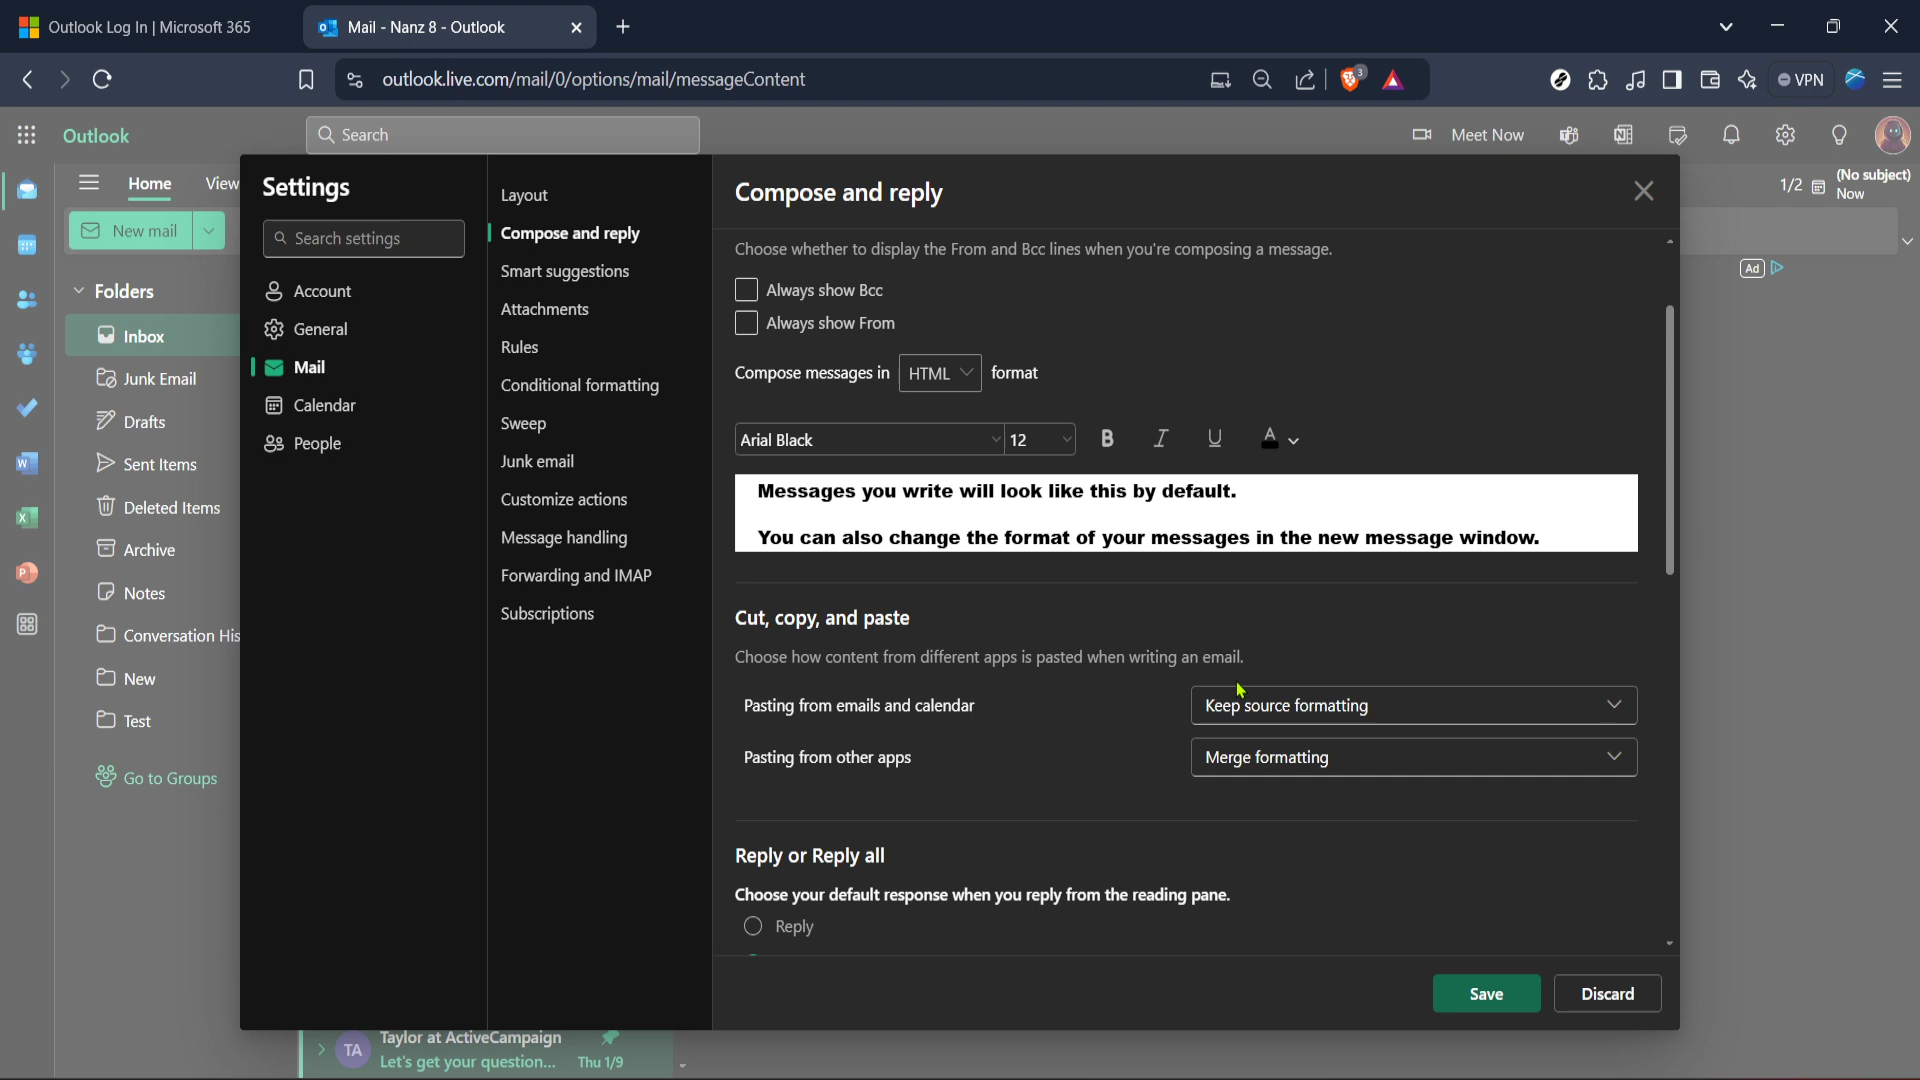 Outlook Log In | Microsoft 365
Mail - Nanz 8 - Outlook
outlook.live.com/mail/0/options/mail/messageContent
3
VPN
Outlook
Search
Meet Now
Home
View
New mail
1/2
(No subject)
Now
Ad
Folders
Inbox
Junk Email
Drafts
Sent Items
Deleted Items
Archive
Notes
Conversation His
New
Test
Go to Groups
Settings
Search settings
Account
General
Mail
Calendar
People
Layout
Compose and reply
Smart suggestions
Attachments
Rules
Conditional formatting
Sweep
Junk email
Customize actions
Message handling
Forwarding and IMAP
Subscriptions
Compose and reply
Choose whether to display the From and Bcc lines when you're composing a message.
Always show Bcc
Always show From
Compose messages in HTML format
Arial Black 12 B I U A
Messages you write will look like this by default.
You can also change the format of your messages in the new message window.
Cut, copy, and paste
Choose how content from different apps is pasted when writing an email.
Pasting from emails and calendar Keep source formatting
Pasting from other apps Merge formatting
Reply or Reply all
Choose your default response when you reply from the reading pane.
Reply
Save Discard
TA
Taylor at ActiveCampaign
Let's get your question... Thu 1/9